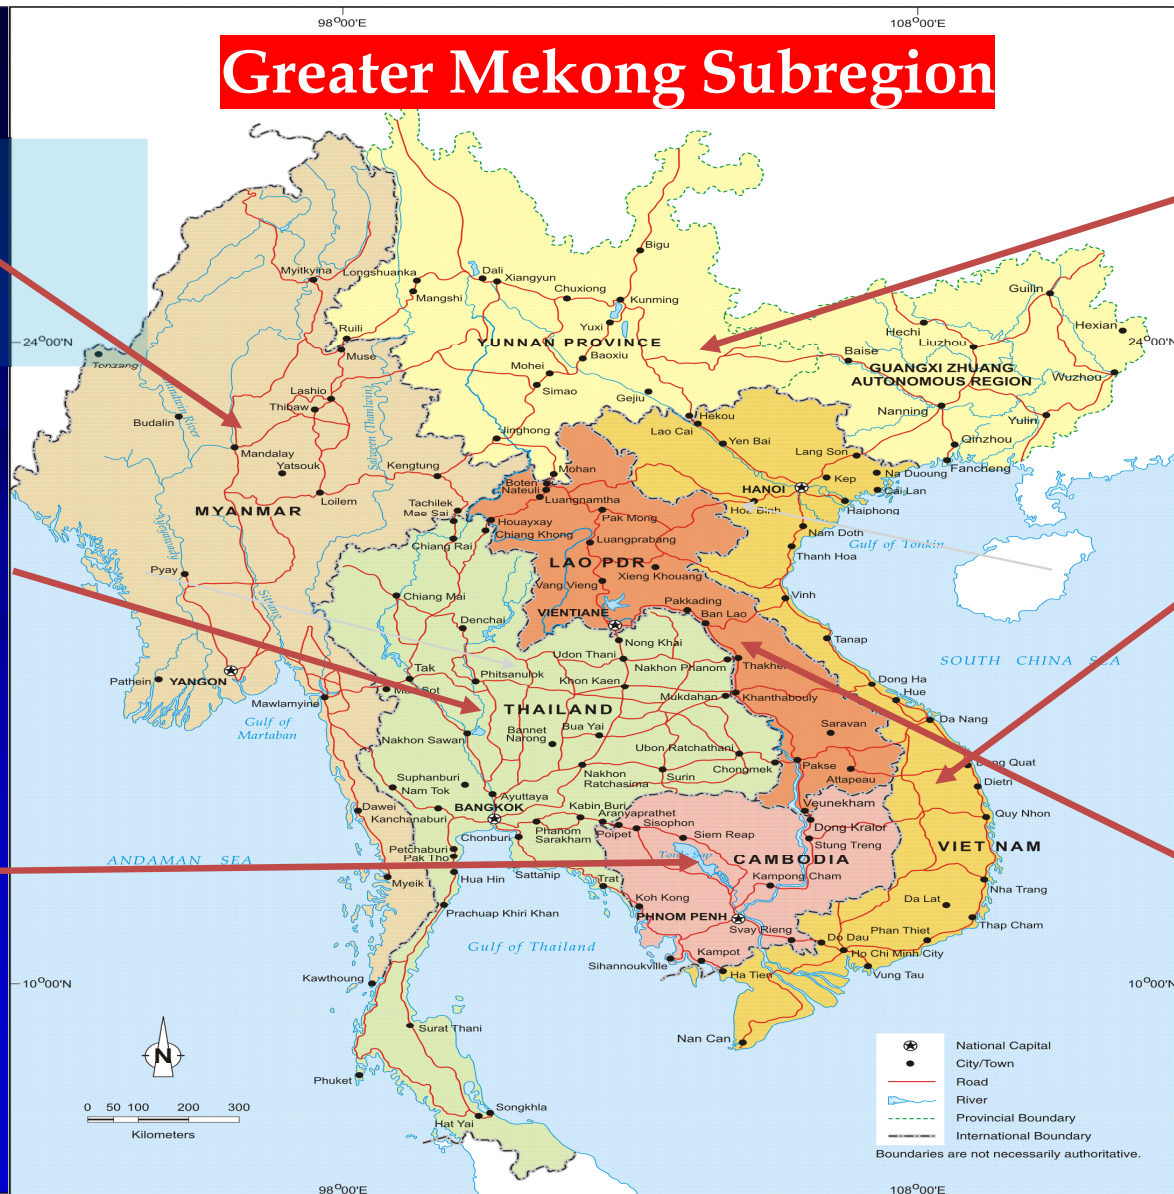 98°00'E
108°00'E
Greater Mekong Subregion
Bigu
Myitkyina
Longshuanka
Dali
Xiangyun
Mangshi
Chuxiong
Kunming
Guilin
Yuxi
Ruili
YUNNAN PROVINCE
Hechi
Hexian
24°00'N
24°00'N
Liuzhou
Muse
Baoxiu
Baise
Tonzang
Mohei
GUANGXI ZHUANG
AUTONOMOUS REGION
Wuzhou
Simao
Lashio
Gejiu
Thibaw
Nanning
Hekou
Yulin
Budalin
Lao Cai
Jinghong
Yen Bai
Qinzhou
Mandalay
Lang Son
Yatsouk
Kengtung
Mohan
Fancheng
Na Duoung
Boten
Kep
Nateuli
HANOI
Cai Lan
Loilem
Luangnamtha
Tachilek
Hoa Binh
Haiphong
MYANMAR
Mae Sai
Pak Mong
Houayxay
Chiang Khong
Nam Doth
Luangprabang
Gulf of Tonkin
Chiang Rai
Thanh Hoa
LAO PDR
Pyay
Xieng Khouang
Vang Vieng
Chiang Mai
Vinh
Pakkading
VIENTIANE
Ban Lao
Denchai
Tanap
Nong Khai
Udon Thani
SOUTH CHINA SEA
Tak
Nakhon Phanom
Thakhek
Phitsanulok
Pathein
YANGON
Khon Kaen
Dong Ha
Mae Sot
Mukdahan
Khanthabouly
Hue
Mawlamyine
THAILAND
Gulf of
Martaban
Da Nang
Saravan
Bannet
Narong
Bua Yai
Nakhon Sawan
Ubon Ratchathani
Pakse
Dung Quat
Chongmek
Nakhon
Ratchasima
Surin
Attapeau
Dietri
Suphanburi
Nam Tok
Ayuttaya
Veunekham
Dawei
BANGKOK
Kabin Buri
Kanchanaburi
Aranyaprathet
Quy Nhon
Sisophon
Dong Kralor
Phanom
Sarakham
Poipet
Chonburi
Siem Reap
Stung Treng
VIET NAM
Petchaburi
Pak Tho
CAMBODIA
ANDAMAN SEA
Tonle Sap
Hua Hin
Sattahip
Kampong Cham
Myeik
Trat
Nha Trang
Koh Kong
Da Lat
Prachuap Khiri Khan
PHNOM PENH
Thap Cham
Svay Rieng
Do Dau
Phan Thiet
Gulf of Thailand
Ho Chi Minh City
Kampot
Sihannoukville
Ha Tien
Vung Tau
Kawthoung
10°00'N
10°00'N
Surat Thani
Nan Can
N
Phuket
0 50 100 200 300
Kilometers
Songkhla
Hat Yai
National Capital
City/Town
Road
River
Provincial Boundary
International Boundary
Boundaries are not necessarily authoritative.
98°00'E
108°00'E